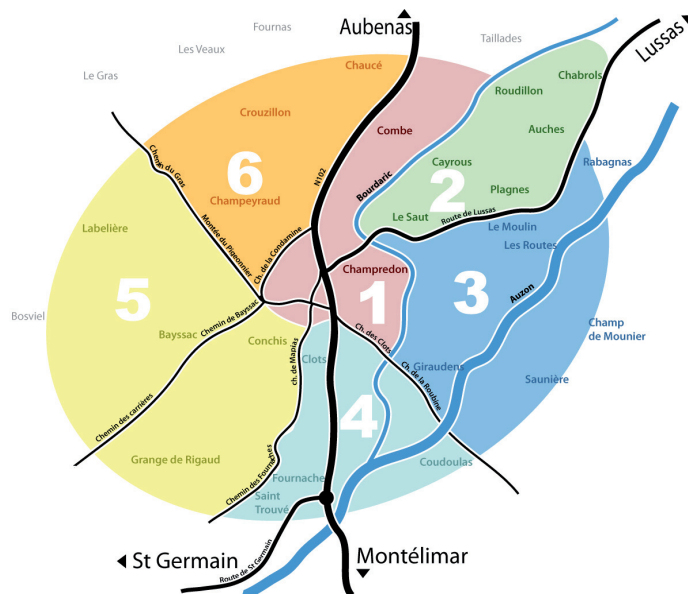 Fournas
Aubenas
Taillades
Lussas
Les Veaux
Chaucé
Le Gras
Chabrols
Roudillon
Crouzillon
Combe
Auches
Chemin du Gras
6
N102
Bourdaric
Cayrous
2
Rabagnas
Champeyraud
Plagnes
Le Saut
Route de Lussas
Labelière
Montée du Pigeonnier
Ch. de la Condamine
Le Moulin
Les Routes
Champredon
5
1
3
Auzon
Bosviel
Chemin de Bayssac
Bayssac
Conchis
ch. de Mapias
Clots
Ch. des Clots
Champ
de Mounier
Giraudens
Ch. de la Roubine
Saunière
Chemin des carrières
4
Grange de Rigaud
Chemin des Fournaches
Fournache
Coudoulas
Saint
Trouvé
St Germain
Route de St Germain
Montélimar